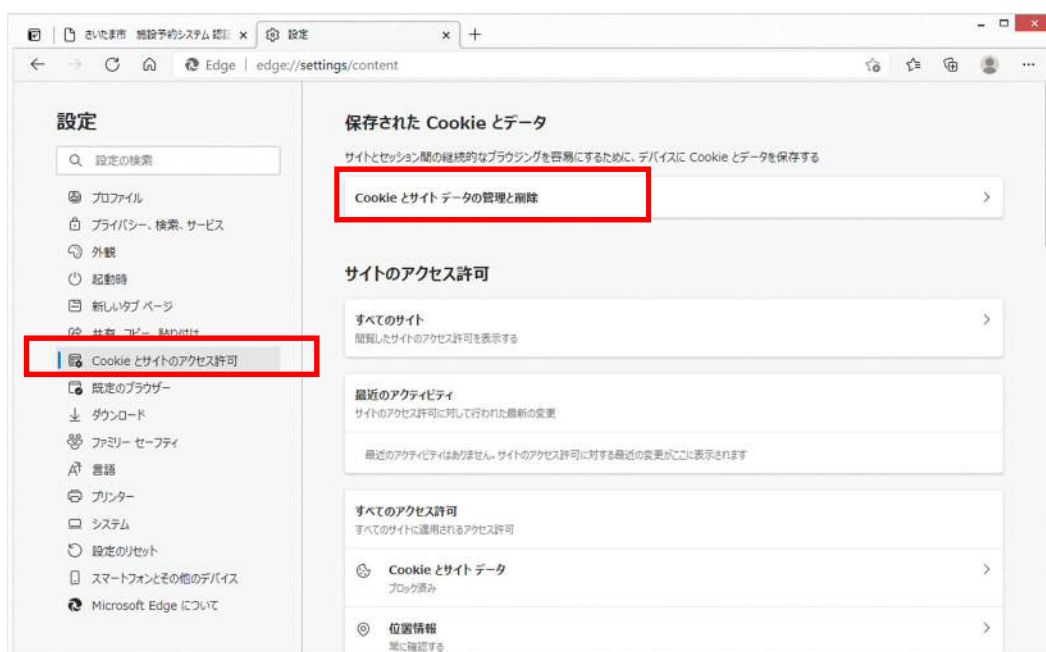 さいたま市 施設予約システム 認証
設定
Edge | edge://settings/content
設定
設定の検索
プロファイル
プライバシー、検索、サービス
外観
起動時
新しいタブ ページ
共有、コピー、貼り付け
Cookie とサイトのアクセス許可
既定のブラウザー
ダウンロード
ファミリー セーフティ
言語
プリンター
システム
設定のリセット
スマートフォンとその他のデバイス
Microsoft Edge について
保存された Cookie とデータ
サイトとセッション間の継続的なブラウジングを容易にするために、デバイスに Cookie とデータを保存する
Cookie とサイト データの管理と削除
サイトのアクセス許可
すべてのサイト
閲覧したサイトのアクセス許可を表示する
最近のアクティビティ
サイトのアクセス許可に対して行われた最新の変更
最近のアクティビティはありません。サイトのアクセス許可に対する最近の変更がここに表示されます
すべてのアクセス許可
すべてのサイトに適用されるアクセス許可
Cookie とサイト データ
ブロック済み
位置情報
常に確認する